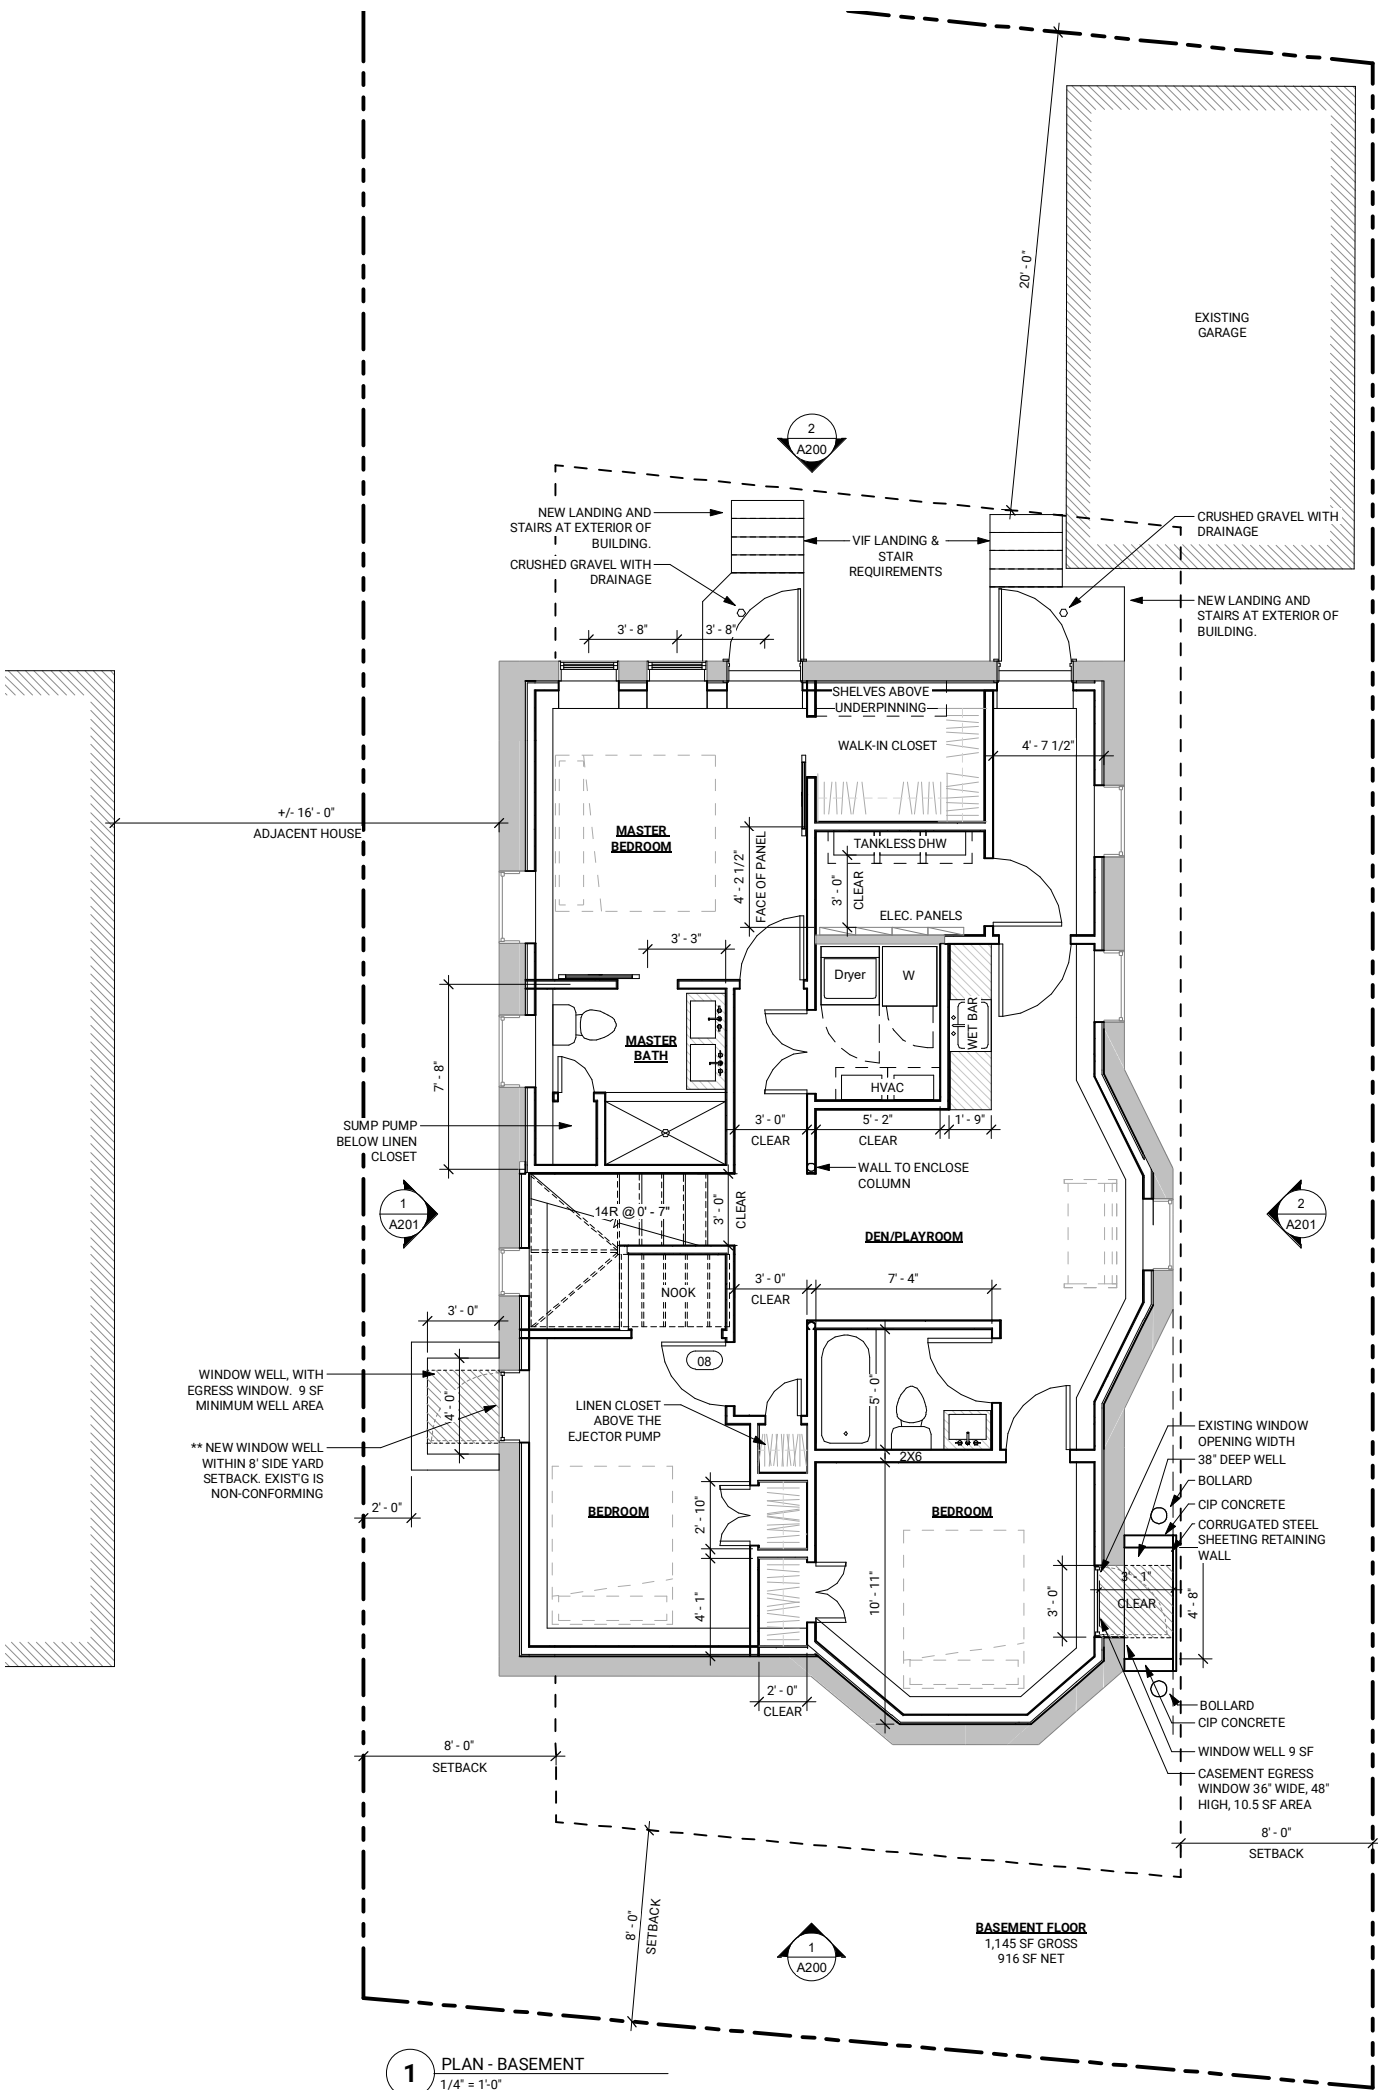 20' - 0"
EXISTING
GARAGE
2
A200
NEW LANDING AND
STAIRS AT EXTERIOR OF
BUILDING.
CRUSHED GRAVEL WITH
DRAINAGE
VIF LANDING &
STAIR
REQUIREMENTS
CRUSHED GRAVEL WITH
DRAINAGE
NEW LANDING AND
STAIRS AT EXTERIOR OF
BUILDING.
3' - 8"
3' - 8"
SHELVES ABOVE
UNDERPINNING
WALK-IN CLOSET
4' - 7 1/2"
+/- 16' - 0"
ADJACENT HOUSE
MASTER
BEDROOM
4' - 2 1/2"
FACE OF PANEL
TANKLESS DHW
3' - 0"
CLEAR
ELEC. PANELS
3' - 3"
Dryer
W
WET BAR
MASTER
BATH
7' - 8"
HVAC
SUMP PUMP
BELOW LINEN
CLOSET
3' - 0"
CLEAR
5' - 2"
CLEAR
1' - 9"
WALL TO ENCLOSE
COLUMN
1
A201
14R @ 0' - 7"
3' - 0"
CLEAR
2
A201
DEN/PLAYROOM
3' - 0"
CLEAR
7' - 4"
NOOK
3' - 0"
08
WINDOW WELL, WITH
EGRESS WINDOW. 9 SF
MINIMUM WELL AREA
4' - 0"
5' - 0"
LINEN CLOSET
ABOVE THE
EJECTOR PUMP
** NEW WINDOW WELL
WITHIN 8' SIDE YARD
SETBACK. EXIST'G IS
NON-CONFORMING
2' - 0"
2X6
EXISTING WINDOW
OPENING WIDTH
38" DEEP WELL
BOLLARD
CIP CONCRETE
CORRUGATED STEEL
SHEETING RETAINING
WALL
BEDROOM
2' - 10"
BEDROOM
4' - 1"
10' - 11"
3' - 0"
3' - 1"
CLEAR
4' - 8"
2' - 0"
CLEAR
BOLLARD
CIP CONCRETE
WINDOW WELL 9 SF
CASEMENT EGRESS
WINDOW 36" WIDE, 48"
HIGH, 10.5 SF AREA
8' - 0"
SETBACK
8' - 0"
SETBACK
8' - 0"
SETBACK
BASEMENT FLOOR
1,145 SF GROSS
916 SF NET
1
A200
1
PLAN - BASEMENT
1/4" = 1'-0"